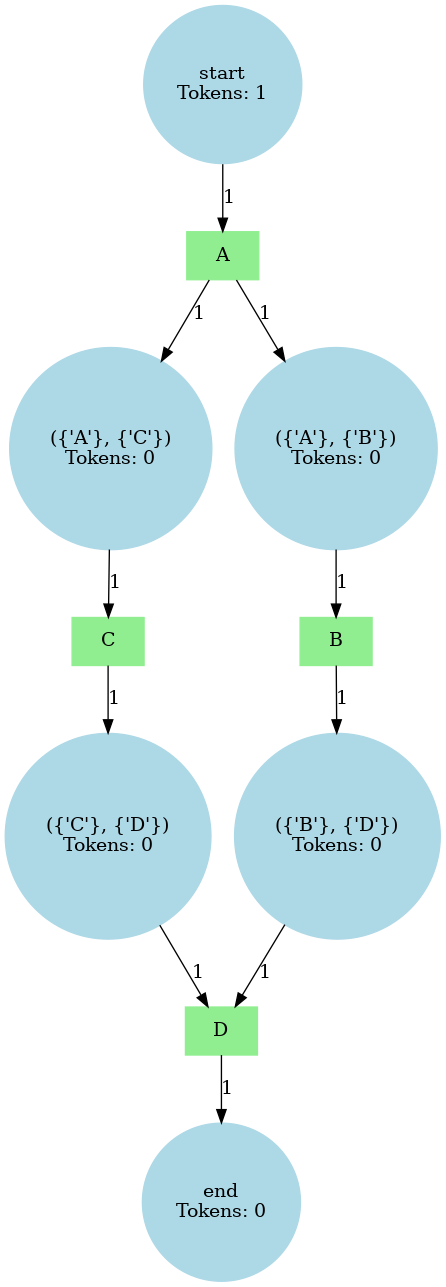 start
Tokens: 1
1
A
1
1
({'A'}, {'C'})
Tokens: 0
({'A'}, {'B'})
Tokens: 0
1
1
C
B
1
1
({'C'}, {'D'})
Tokens: 0
({'B'}, {'D'})
Tokens: 0
1
1
D
1
end
Tokens: 0